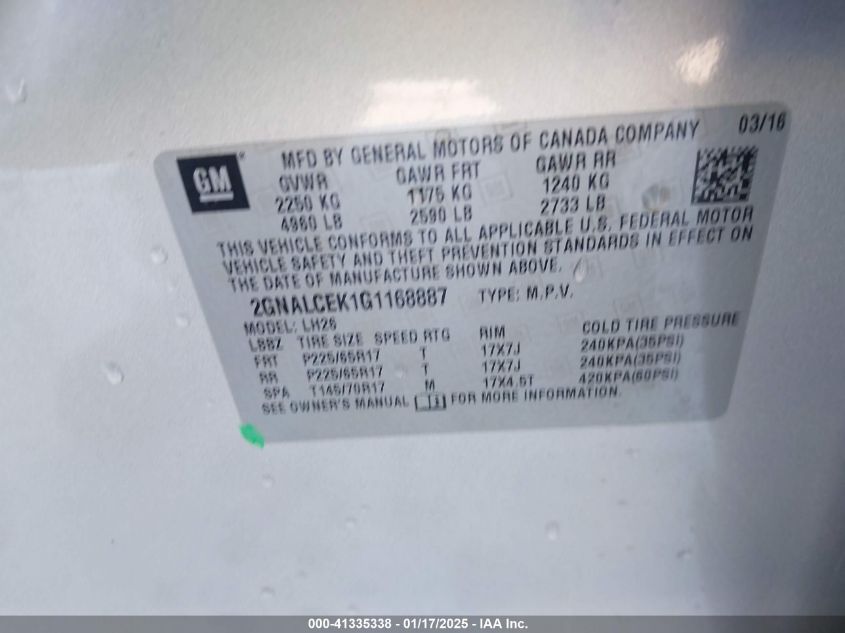 GM
MFD BY GENERAL MOTORS OF CANADA COMPANY 03/16
GVWR GAWR FRT GAWR RR
2250 KG 1175 KG 1240 KG
4960 LB 2590 LB 2733 LB
THIS VEHICLE CONFORMS TO ALL APPLICABLE U.S. FEDERAL MOTOR
VEHICLE SAFETY AND THEFT PREVENTION STANDARDS IN EFFECT ON
THE DATE OF MANUFACTURE SHOWN ABOVE.
2GNALCEK1G1168887 TYPE: M.P.V.
MODEL: LH26
LBBZ TIRE SIZE SPEED RTG RIM COLD TIRE PRESSURE
FRT P225/65R17 T 17X7J 240KPA(35PSI)
RR P225/65R17 T 17X7J 240KPA(35PSI)
SPA T145/70R17 M 17X4.5T 420KPA(60PSI)
SEE OWNER'S MANUAL FOR MORE INFORMATION.
000-41335338 - 01/17/2025 - IAA Inc.